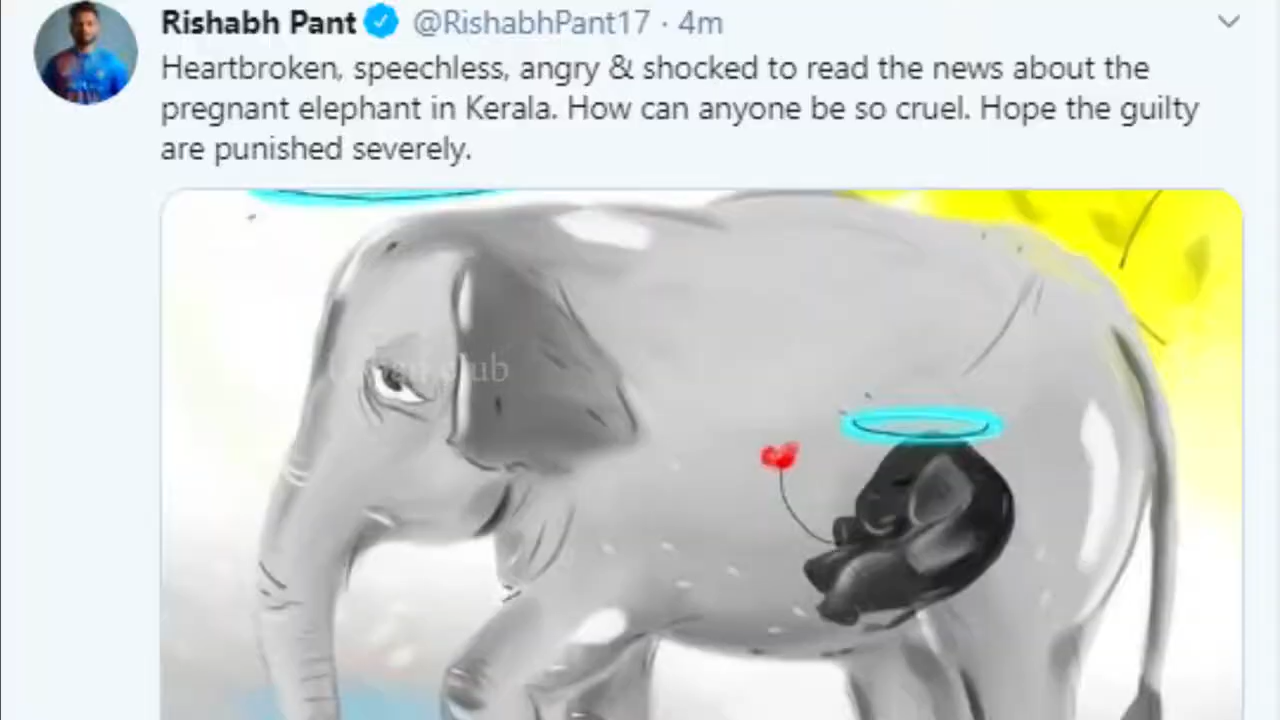 Rishabh Pant @RishabhPant17 · 4m
Heartbroken, speechless, angry & shocked to read the news about the
pregnant elephant in Kerala. How can anyone be so cruel. Hope the guilty
are punished severely.